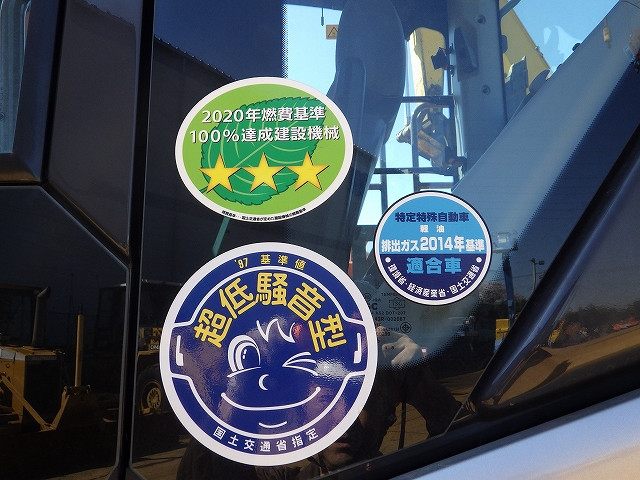 2020年燃費基準
100%達成建設機械
特定特殊自動車
軽油
排出ガス2014年基準
適合車
環境省・経済産業省・国土交通省
'97 基準値
超低騒音型
国土交通省指定